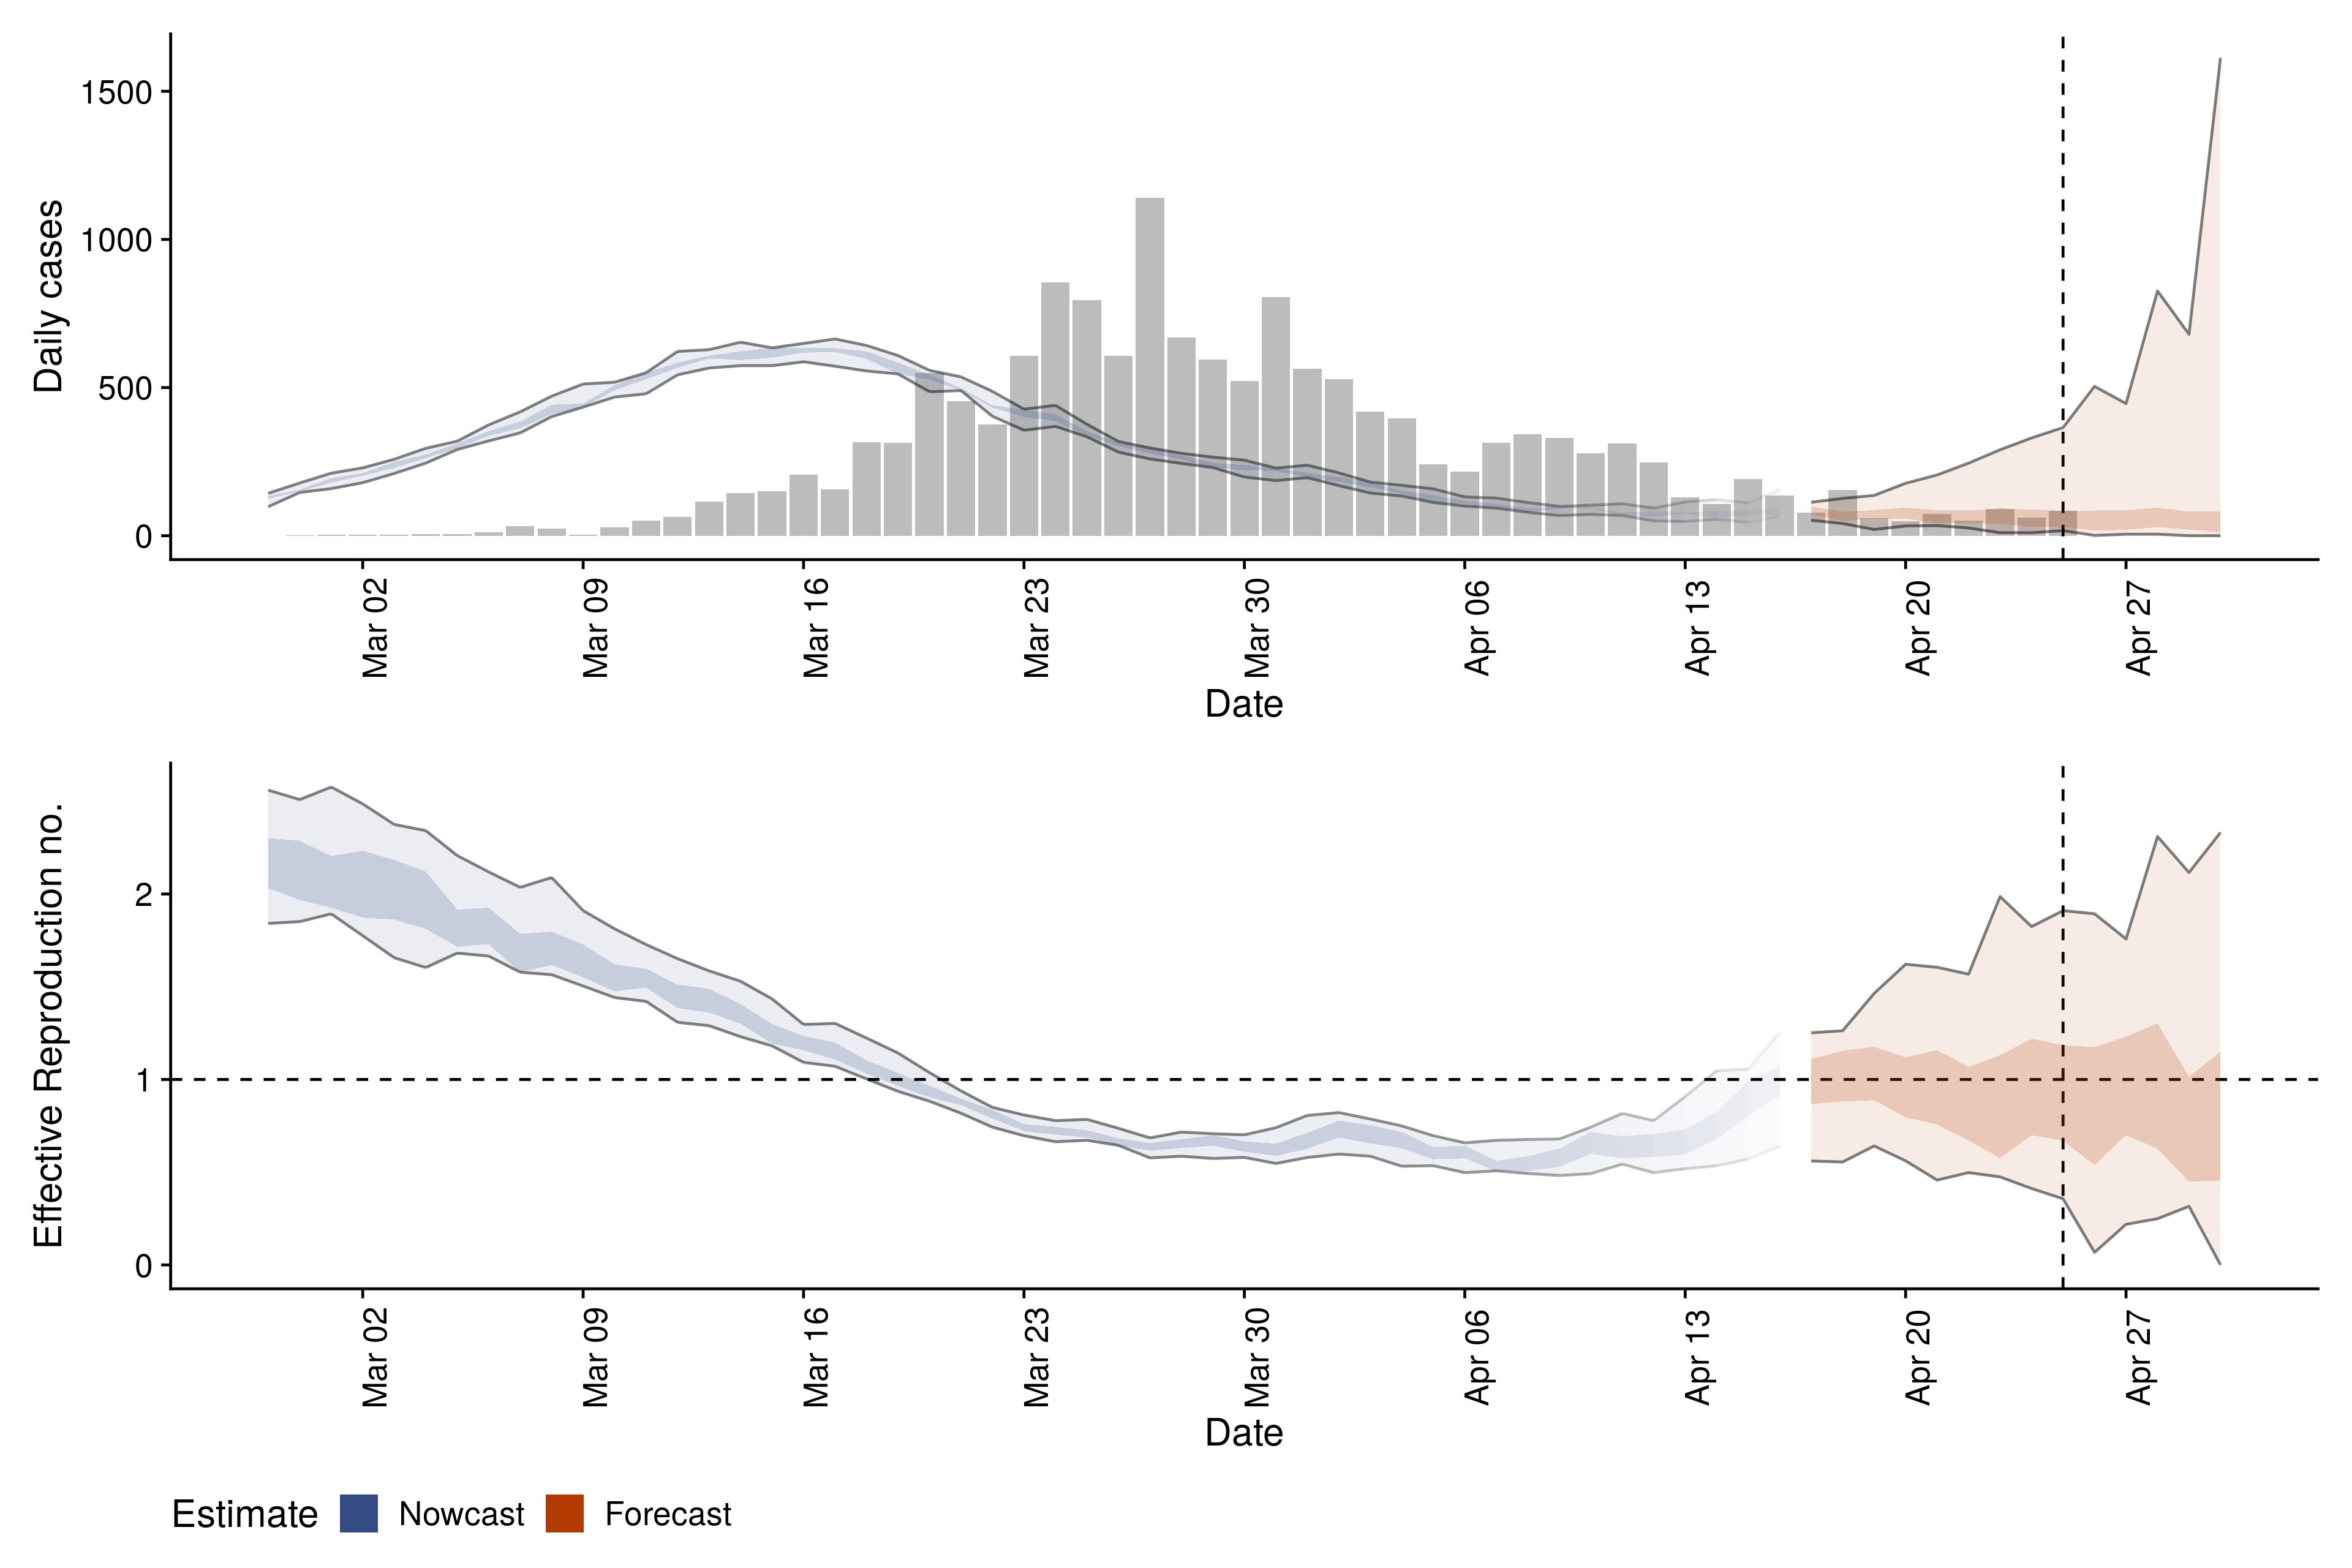 1500
1000
500
0
Daily cases
Mar 02
Mar 09
Mar 16
Mar 23
Mar 30
Apr 06
Apr 13
Apr 20
Apr 27
Date
2
1
0
Effective Reproduction no.
Mar 02
Mar 09
Mar 16
Mar 23
Mar 30
Apr 06
Apr 13
Apr 20
Apr 27
Date
Estimate Nowcast Forecast